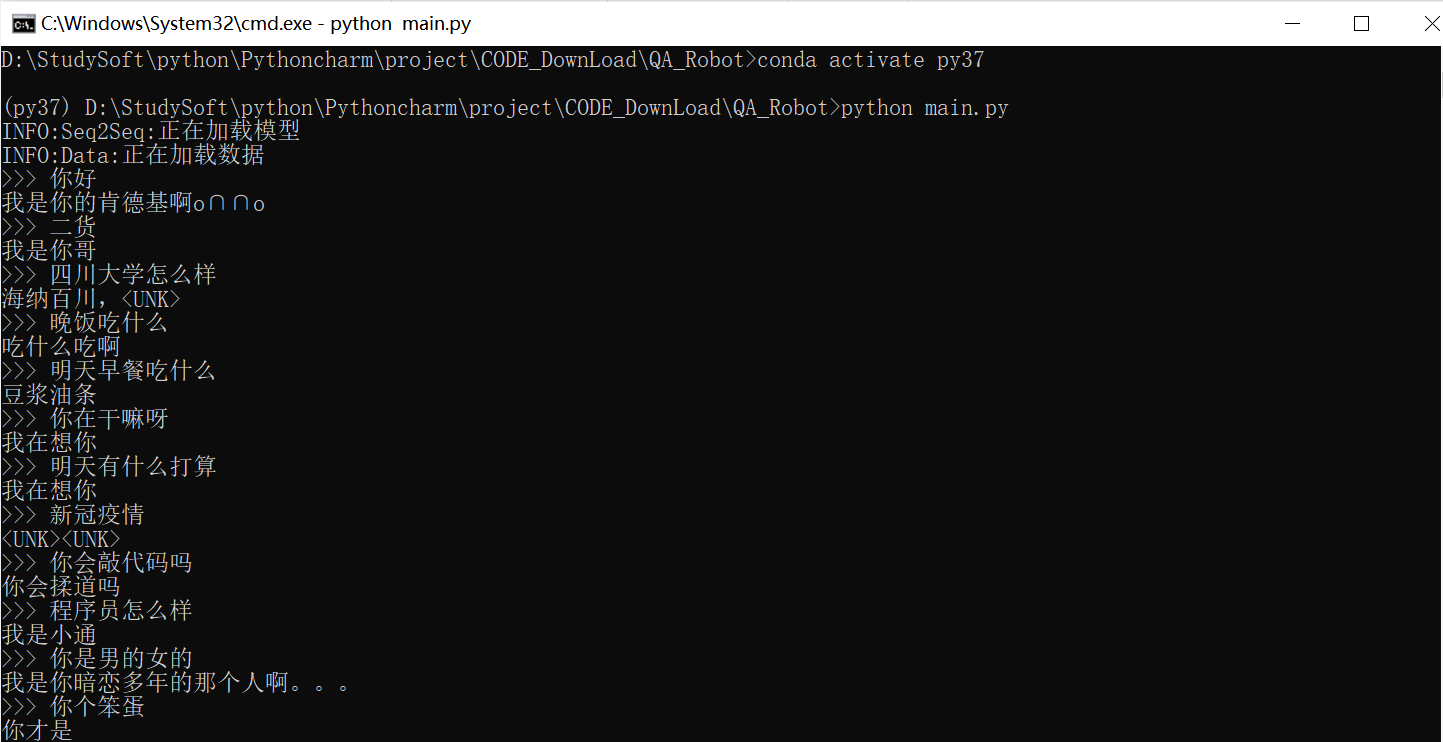 C:\Windows\System32\cmd.exe - python  main.py
D:\StudySoft\python\Pythoncharm\project\CODE_DownLoad\QA_Robot>conda activate py37
(py37) D:\StudySoft\python\Pythoncharm\project\CODE_DownLoad\QA_Robot>python main.py
INFO:Seq2Seq:正在加载模型
INFO:Data:正在加载数据
>>> 你好
我是你的肯德基啊o∩∩o
>>> 二货
我是你哥
>>> 四川大学怎么样
海纳百川，<UNK>
>>> 晚饭吃什么
吃什么吃啊
>>> 明天早餐吃什么
豆浆油条
>>> 你在干嘛呀
我在想你
>>> 明天有什么打算
我在想你
>>> 新冠疫情
<UNK><UNK>
>>> 你会敲代码吗
你会揉道吗
>>> 程序员怎么样
我是小通
>>> 你是男的女的
我是你暗恋多年的那个人啊。。。
>>> 你个笨蛋
你才是